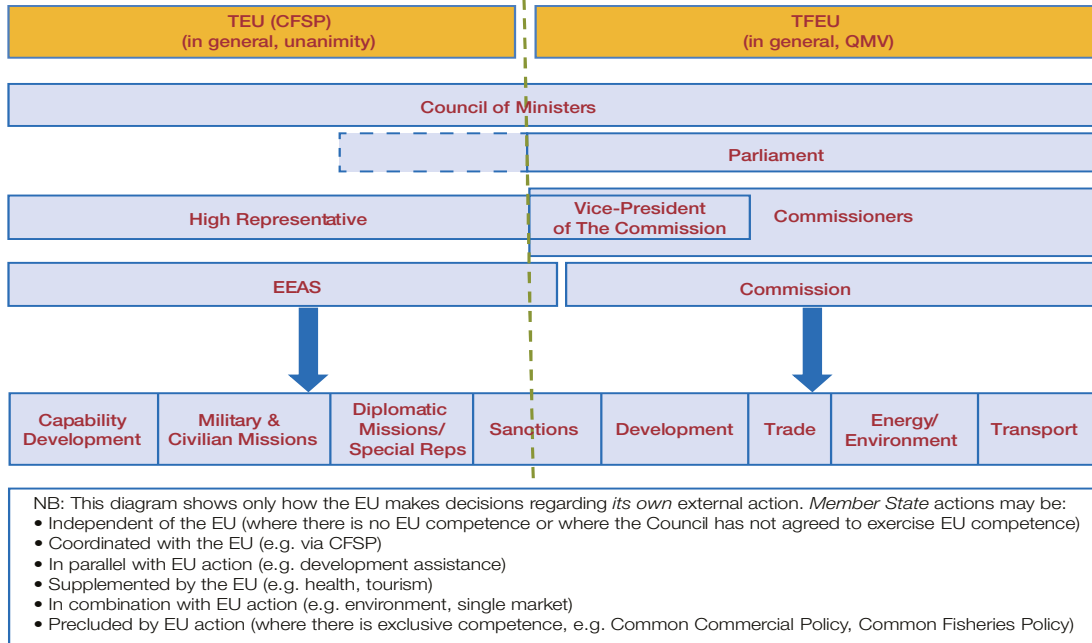 TEU (CFSP)
(in general, unanimity)
TFEU
(in general, QMV)
Council of Ministers
Parliament
High Representative
Vice-President
of The Commission
Commissioners
EEAS
Commission
Capability
Development
Military &
Civilian Missions
Diplomatic
Missions/
Special Reps
Sanctions
Development
Trade
Energy/
Environment
Transport
NB: This diagram shows only how the EU makes decisions regarding its own external action. Member State actions may be:
• Independent of the EU (where there is no EU competence or where the Council has not agreed to exercise EU competence)
• Coordinated with the EU (e.g. via CFSP)
• In parallel with EU action (e.g. development assistance)
• Supplemented by the EU (e.g. health, tourism)
• In combination with EU action (e.g. environment, single market)
• Precluded by EU action (where there is exclusive competence, e.g. Common Commercial Policy, Common Fisheries Policy)